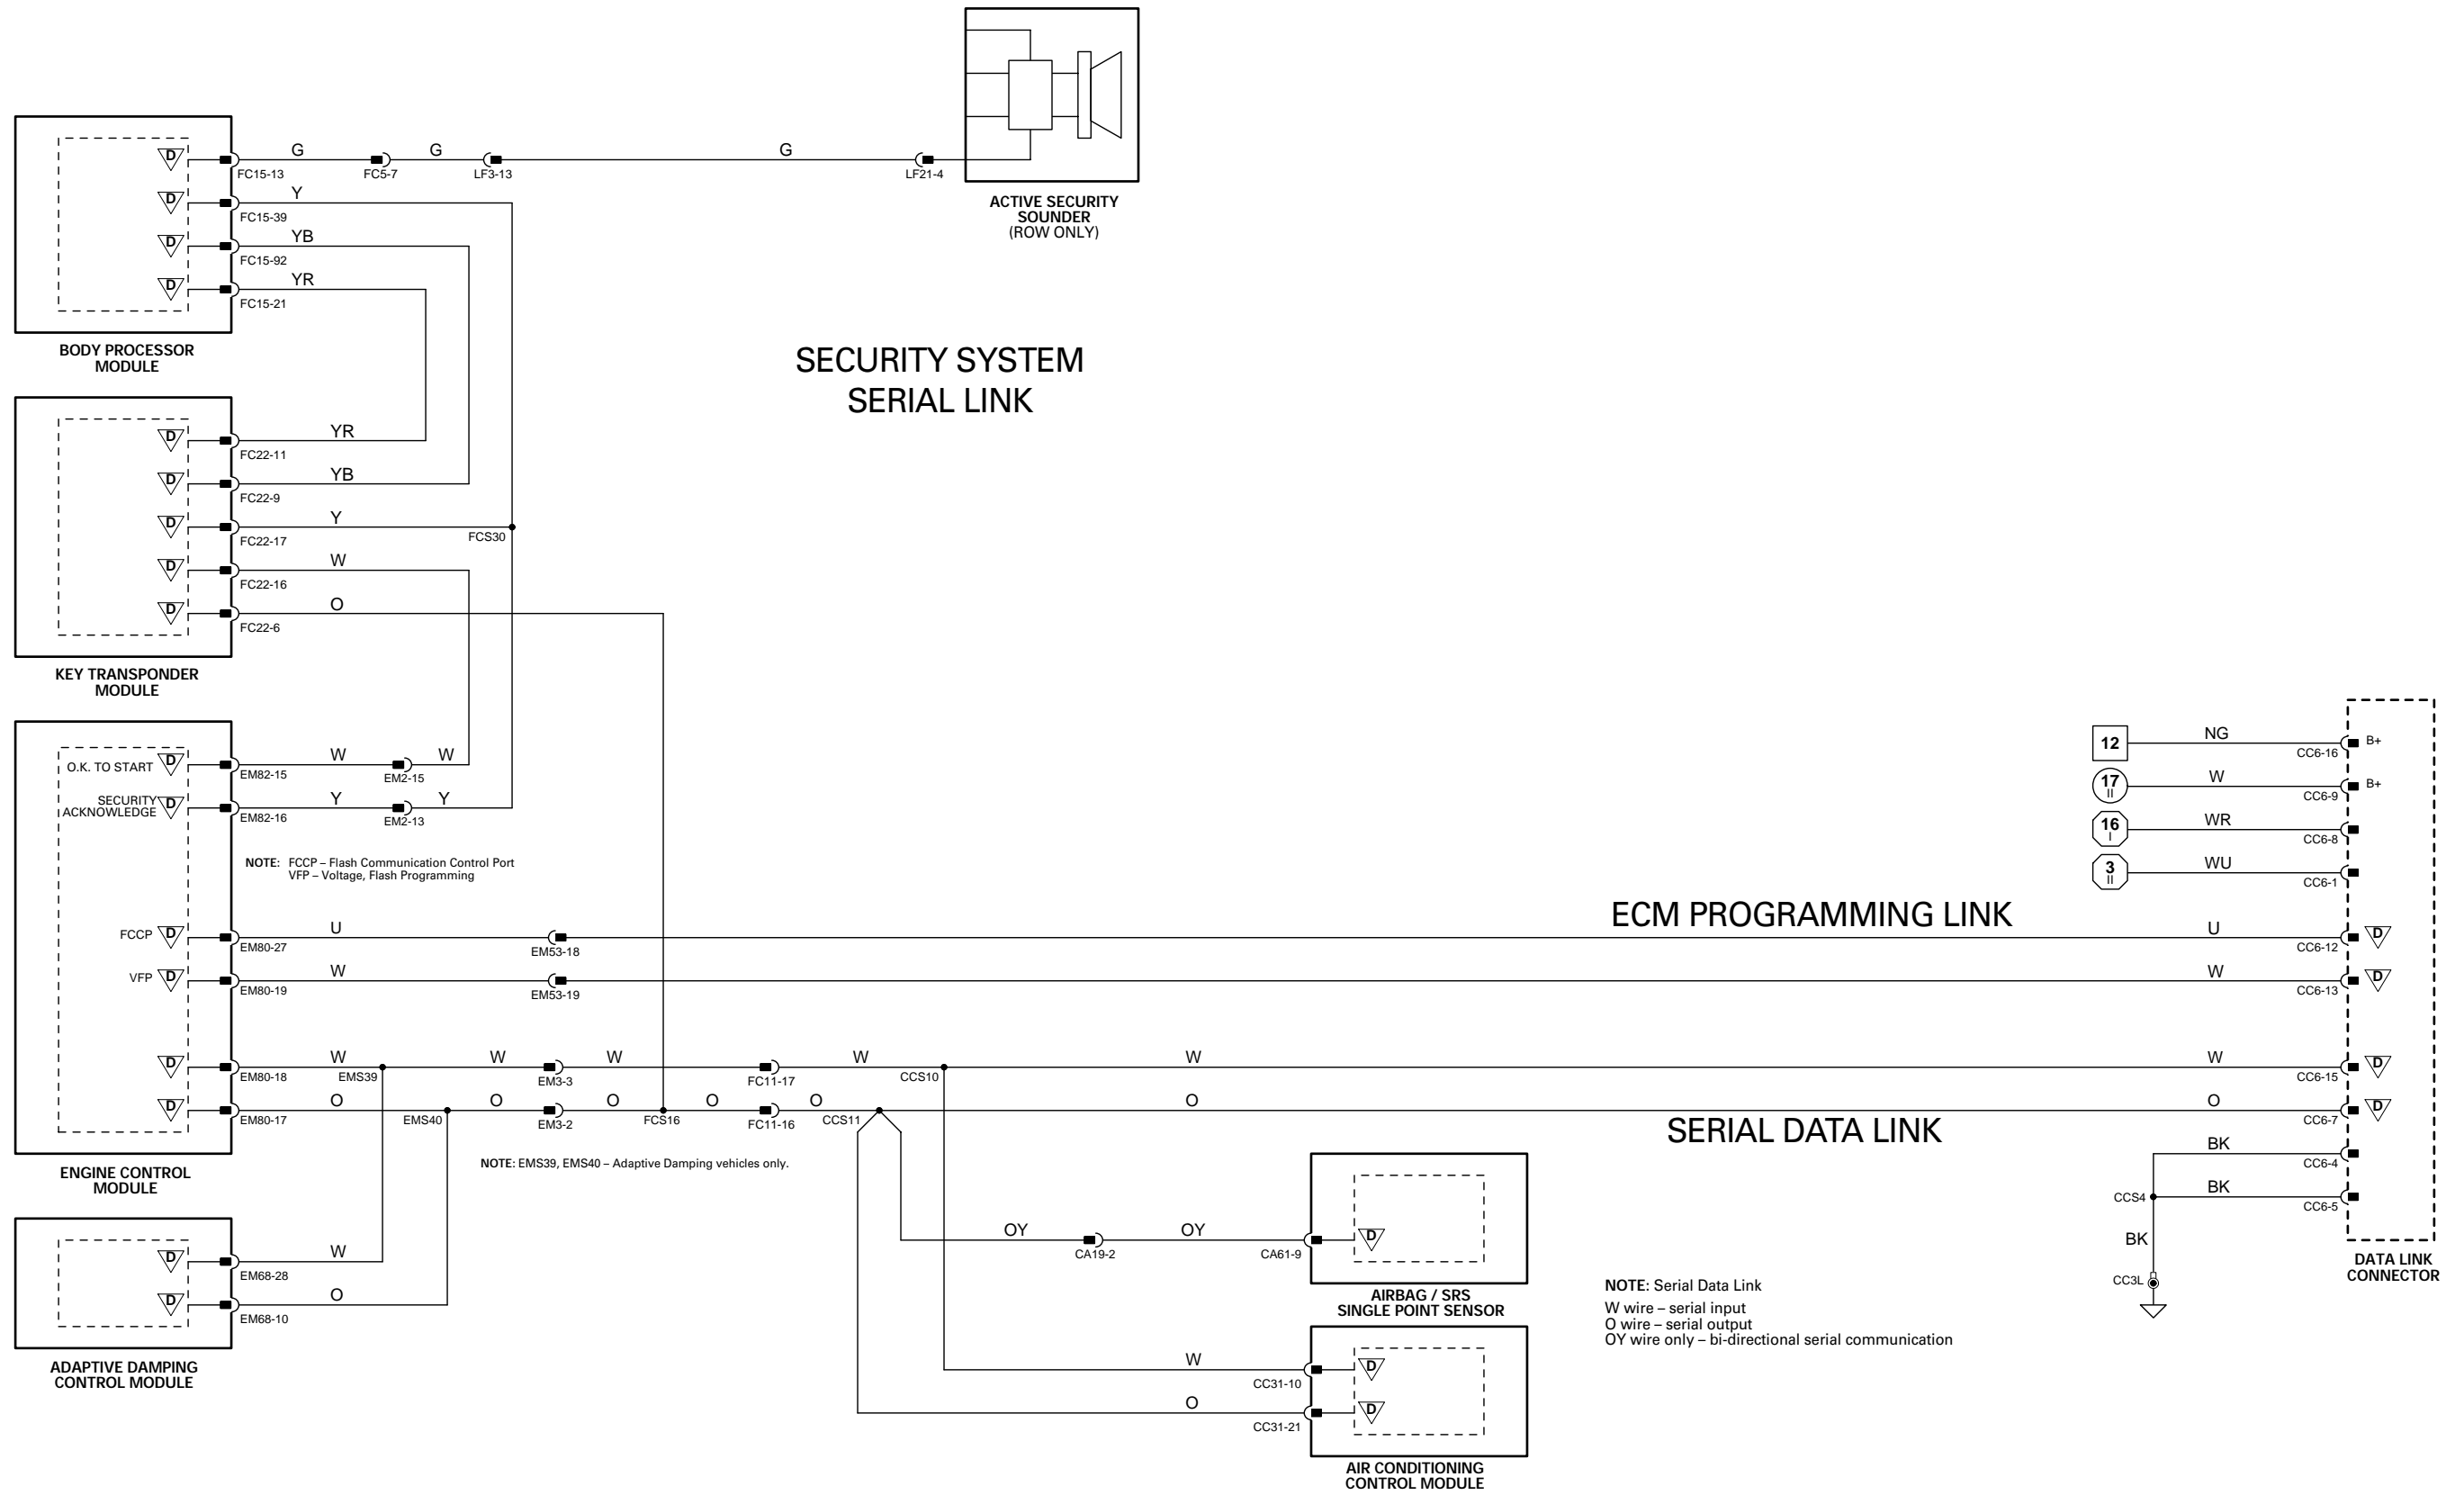 ACTIVE SECURITY
SOUNDER
(ROW ONLY)
D
G
G
G
FC15-13
FC5-7
LF3-13
LF21-4
D
Y
FC15-39
D
YB
FC15-92
D
YR
FC15-21
BODY PROCESSOR
MODULE
SECURITY SYSTEM
SERIAL LINK
D
YR
FC22-11
D
YB
FC22-9
D
Y
FC22-17
FCS30
D
W
FC22-16
D
O
FC22-6
KEY TRANSPONDER
MODULE
O.K. TO START
D
W
W
EM82-15
EM2-15
SECURITY
ACKNOWLEDGE
D
Y
Y
EM82-16
EM2-13
NOTE: FCCP – Flash Communication Control Port
VFP – Voltage, Flash Programming
12
NG
CC6-16
B+
17
II
W
CC6-9
B+
16
I
WR
CC6-8
3
II
WU
CC6-1
ECM PROGRAMMING LINK
FCCP
D
U
EM80-27
EM53-18
U
CC6-12
D
VFP
D
W
EM80-19
EM53-19
W
CC6-13
D
D
W
W
W
W
W
W
EM80-18
EMS39
EM3-3
FC11-17
CCS10
CC6-15
D
D
O
O
O
O
O
O
O
EM80-17
EMS40
EM3-2
FCS16
FC11-16
CCS11
CC6-7
D
SERIAL DATA LINK
ENGINE CONTROL
MODULE
NOTE: EMS39, EMS40 – Adaptive Damping vehicles only.
BK
CC6-4
CCS4
BK
CC6-5
BK
CC3L
DATA LINK
CONNECTOR
OY
OY
CA19-2
CA61-9
D
AIRBAG / SRS
SINGLE POINT SENSOR
D
W
EM68-28
D
O
EM68-10
ADAPTIVE DAMPING
CONTROL MODULE
NOTE: Serial Data Link
W wire – serial input
O wire – serial output
OY wire only – bi-directional serial communication
W
CC31-10
D
O
CC31-21
D
AIR CONDITIONING
CONTROL MODULE